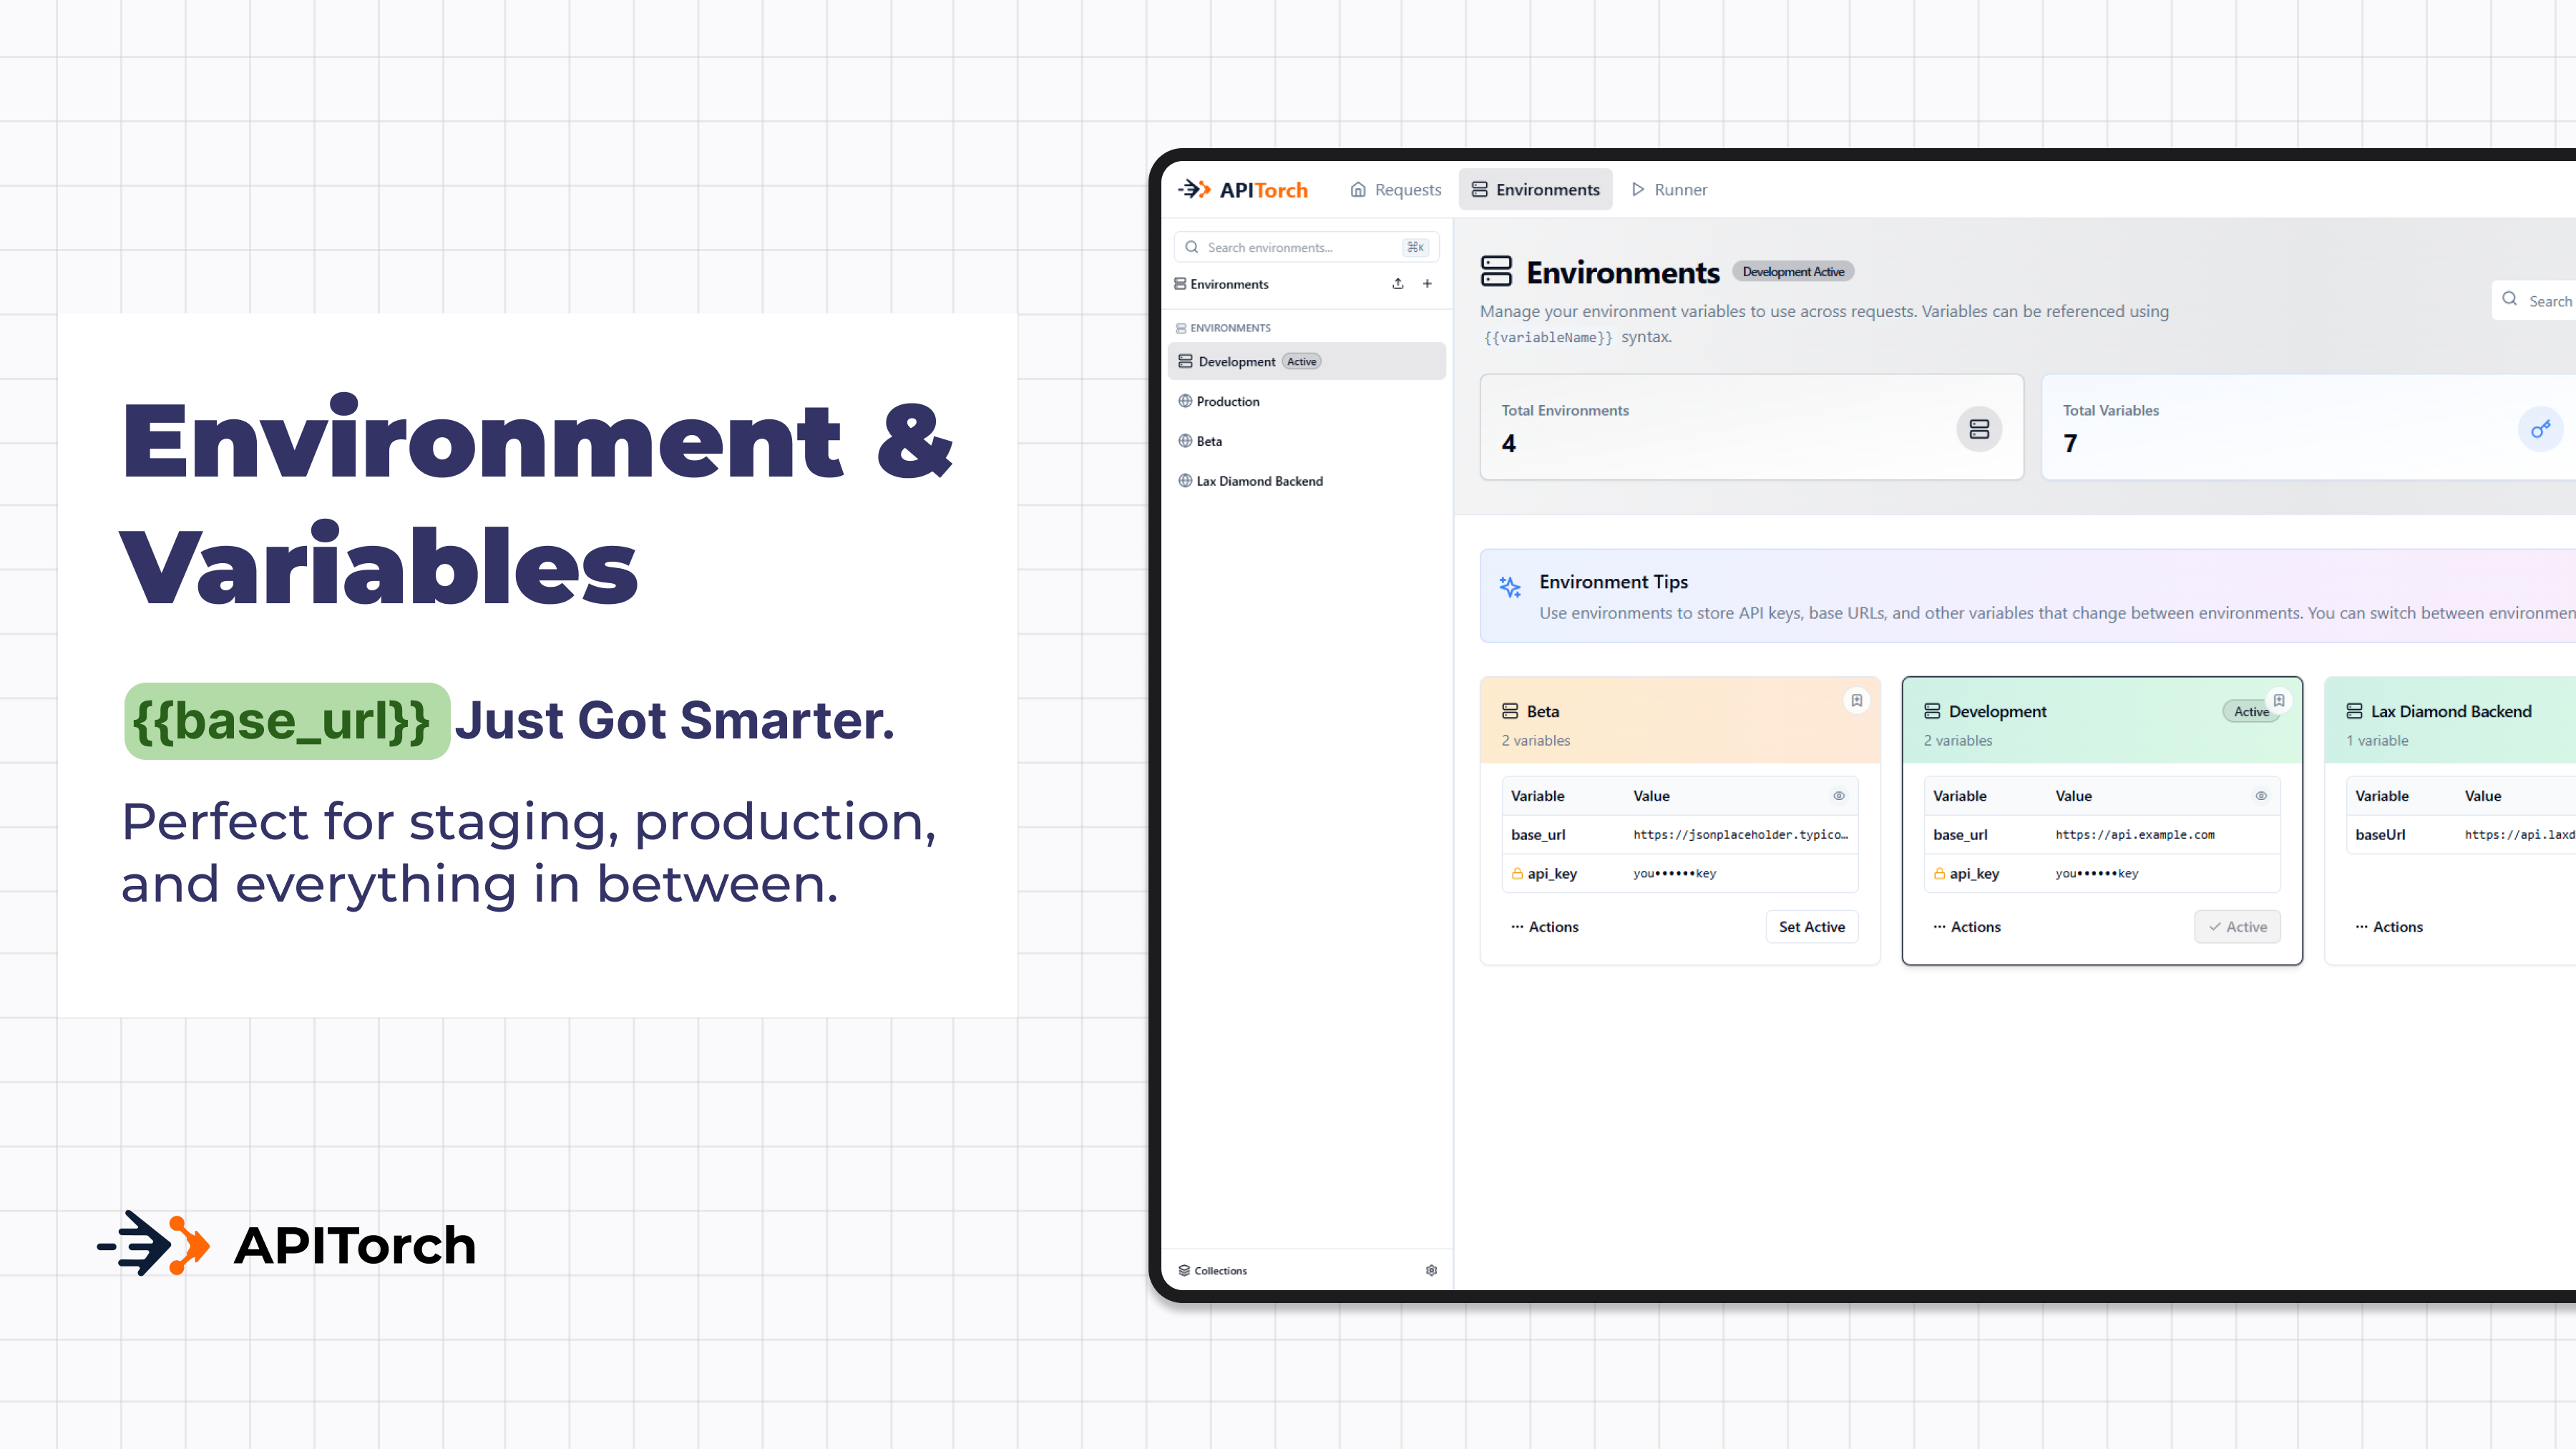 Environment &
Variables
{{base_url}} Just Got Smarter.
Perfect for staging, production,
and everything in between.
APITorch
APITorch
Requests
Environments
Runner
Search environments...
⌘K
Environments
ENVIRONMENTS
Development Active
Production
Beta
Lax Diamond Backend
Collections
Environments Development Active
Manage your environment variables to use across requests. Variables can be referenced using
{{variableName}} syntax.
Search
Total Environments
4
Total Variables
7
Environment Tips
Use environments to store API keys, base URLs, and other variables that change between environments. You can switch between environmen
Beta
2 variables
Variable Value
base_url https://jsonplaceholder.typico…
api_key you••••••key
··· Actions Set Active
Development Active
2 variables
Variable Value
base_url https://api.example.com
api_key you••••••key
··· Actions Active
Lax Diamond Backend
1 variable
Variable Value
baseUrl https://api.laxd
··· Actions